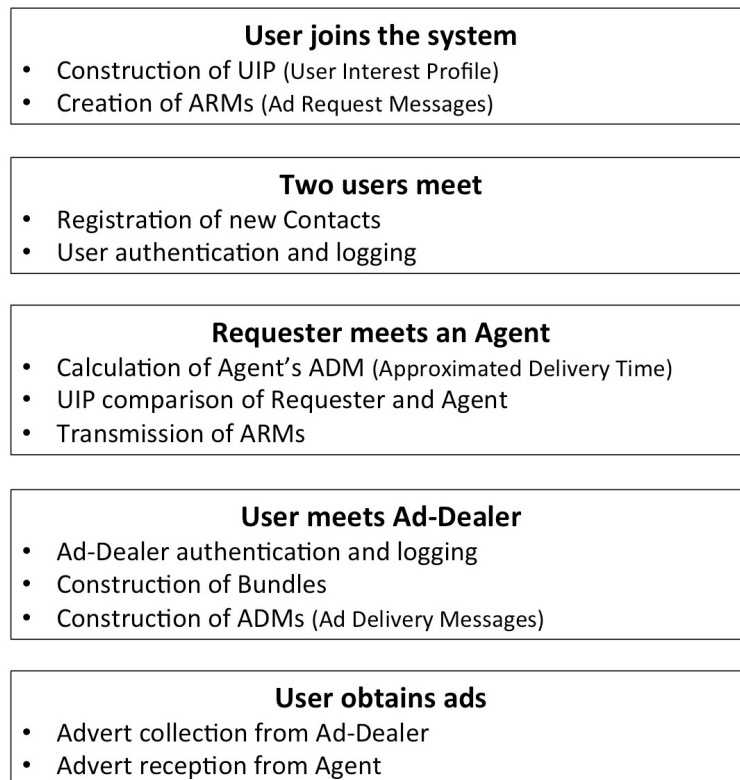 User joins the system
• Construction of UIP (User Interest Profile)
• Creation of ARMs (Ad Request Messages)
Two users meet
• Registration of new Contacts
• User authentication and logging
Requester meets an Agent
• Calculation of Agent's ADM (Approximated Delivery Time)
• UIP comparison of Requester and Agent
• Transmission of ARMs
User meets Ad-Dealer
• Ad-Dealer authentication and logging
• Construction of Bundles
• Construction of ADMs (Ad Delivery Messages)
User obtains ads
• Advert collection from Ad-Dealer
• Advert reception from Agent